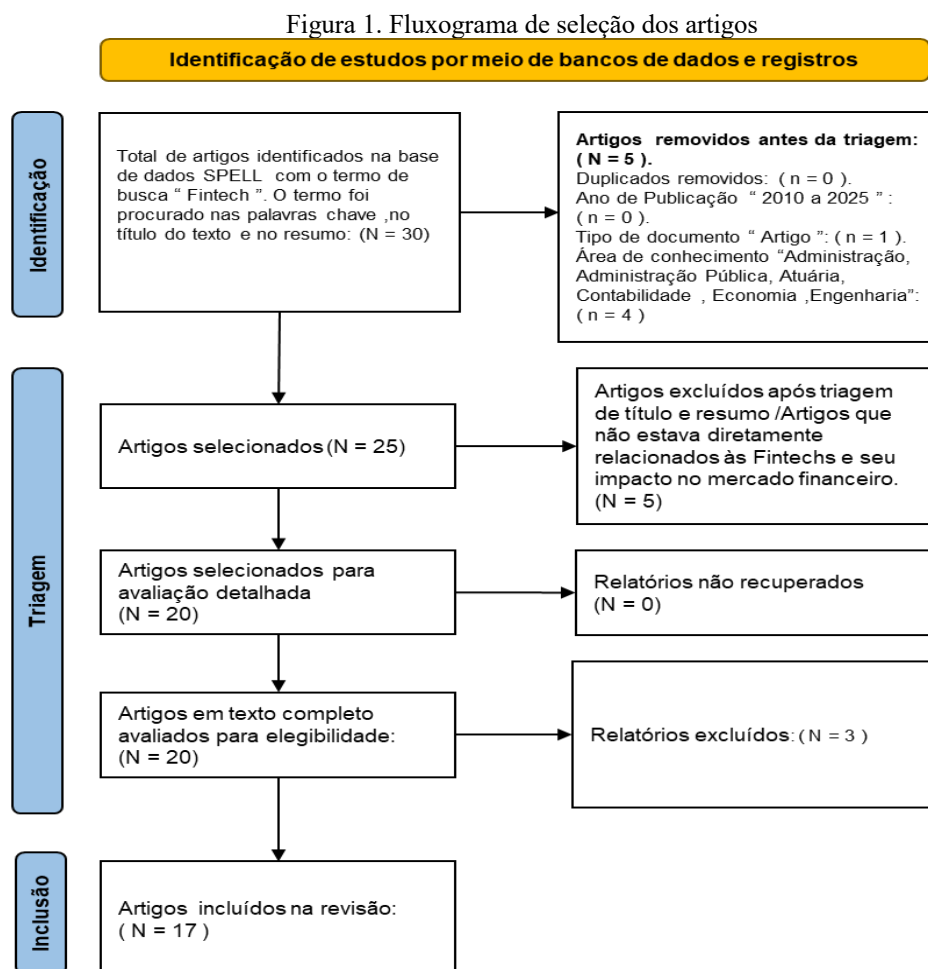 Figura 1. Fluxograma de seleção dos artigos
Identificação de estudos por meio de bancos de dados e registros
Identificação
Total de artigos identificados na base
de dados SPELL com o termo de
busca “ Fintech ”. O termo foi
procurado nas palavras chave ,no
título do texto e no resumo: (N = 30)
Artigos removidos antes da triagem:
( N = 5 ).
Duplicados removidos: ( n = 0 ).
Ano de Publicação “ 2010 a 2025 ” :
( n = 0 ).
Tipo de documento “ Artigo ”: ( n = 1 ).
Área de conhecimento “Administração,
Administração Pública, Atuária,
Contabilidade , Economia ,Engenharia”:
( n = 4 )
Triagem
Artigos selecionados (N = 25)
Artigos excluídos após triagem
de título e resumo /Artigos que
não estava diretamente
relacionados às Fintechs e seu
impacto no mercado financeiro.
(N = 5)
Artigos selecionados para
avaliação detalhada
(N = 20)
Relatórios não recuperados
(N = 0)
Artigos em texto completo
avaliados para elegibilidade:
(N = 20)
Relatórios excluídos: ( N = 3 )
Inclusão
Artigos incluídos na revisão:
( N = 17 )